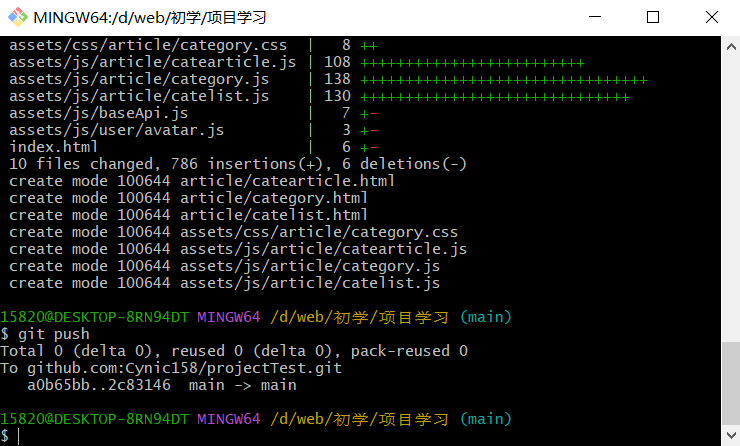 MINGW64:/d/web/初学/项目学习
assets/css/article/category.css | 8 ++
assets/js/article/catearticle.js | 108 +++++++++++++++++++++++++
assets/js/article/category.js | 138 ++++++++++++++++++++++++++++++++
assets/js/article/catelist.js | 130 ++++++++++++++++++++++++++++++
assets/js/baseApi.js | 7 +-
assets/js/user/avatar.js | 3 +-
index.html | 6 +-
10 files changed, 786 insertions(+), 6 deletions(-)
create mode 100644 article/catearticle.html
create mode 100644 article/category.html
create mode 100644 article/catelist.html
create mode 100644 assets/css/article/category.css
create mode 100644 assets/js/article/catearticle.js
create mode 100644 assets/js/article/category.js
create mode 100644 assets/js/article/catelist.js
15820@DESKTOP-8RN94DT MINGW64 /d/web/初学/项目学习 (main)
$ git push
Total 0 (delta 0), reused 0 (delta 0), pack-reused 0
To github.com:Cynic158/projectTest.git
a0b65bb..2c83146 main -> main
15820@DESKTOP-8RN94DT MINGW64 /d/web/初学/项目学习 (main)
$